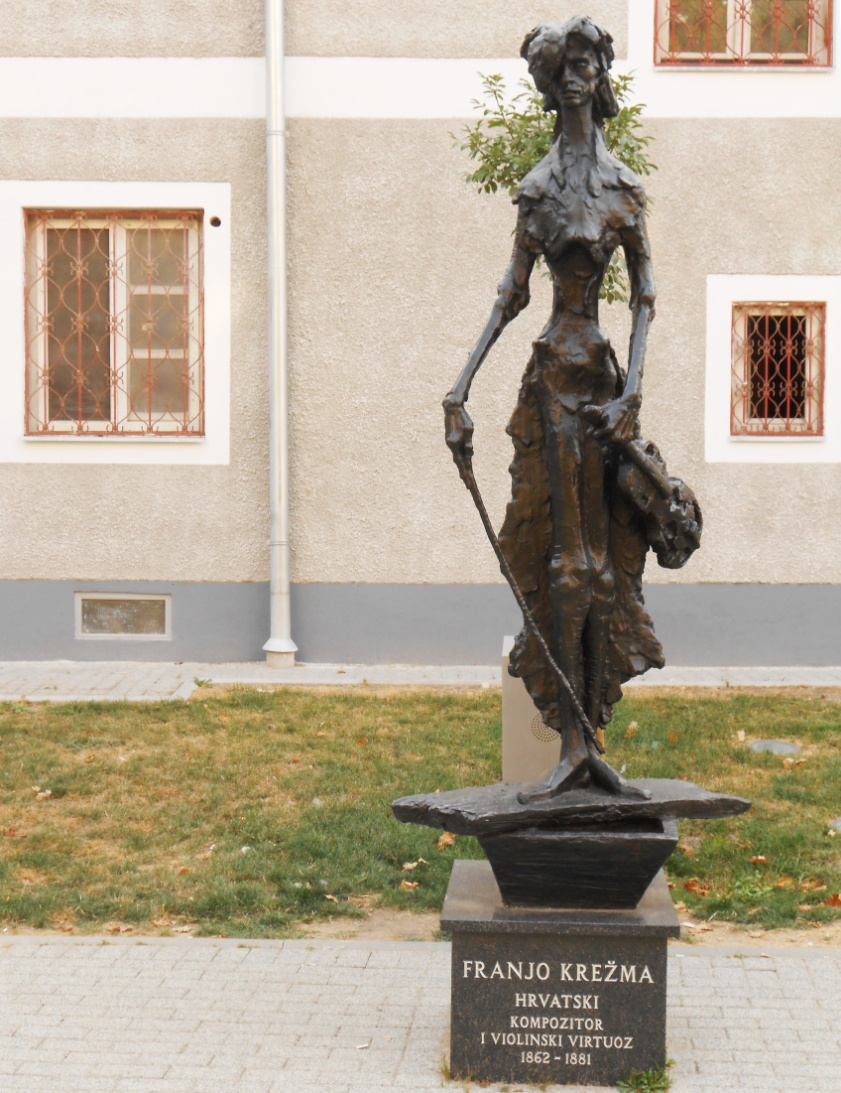 FRANJO KREŽMA
HRVATSKI
KOMPOZITOR
I VIOLINSKI VIRTUOZ
1862-1881